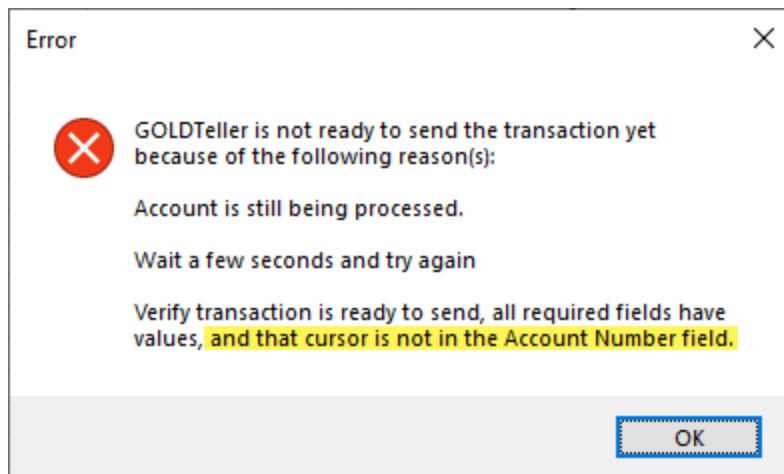 Error
GOLDTeller is not ready to send the transaction yet
because of the following reason(s):
Account is still being processed.
Wait a few seconds and try again
Verify transaction is ready to send, all required fields have
values, and that cursor is not in the Account Number field.
OK